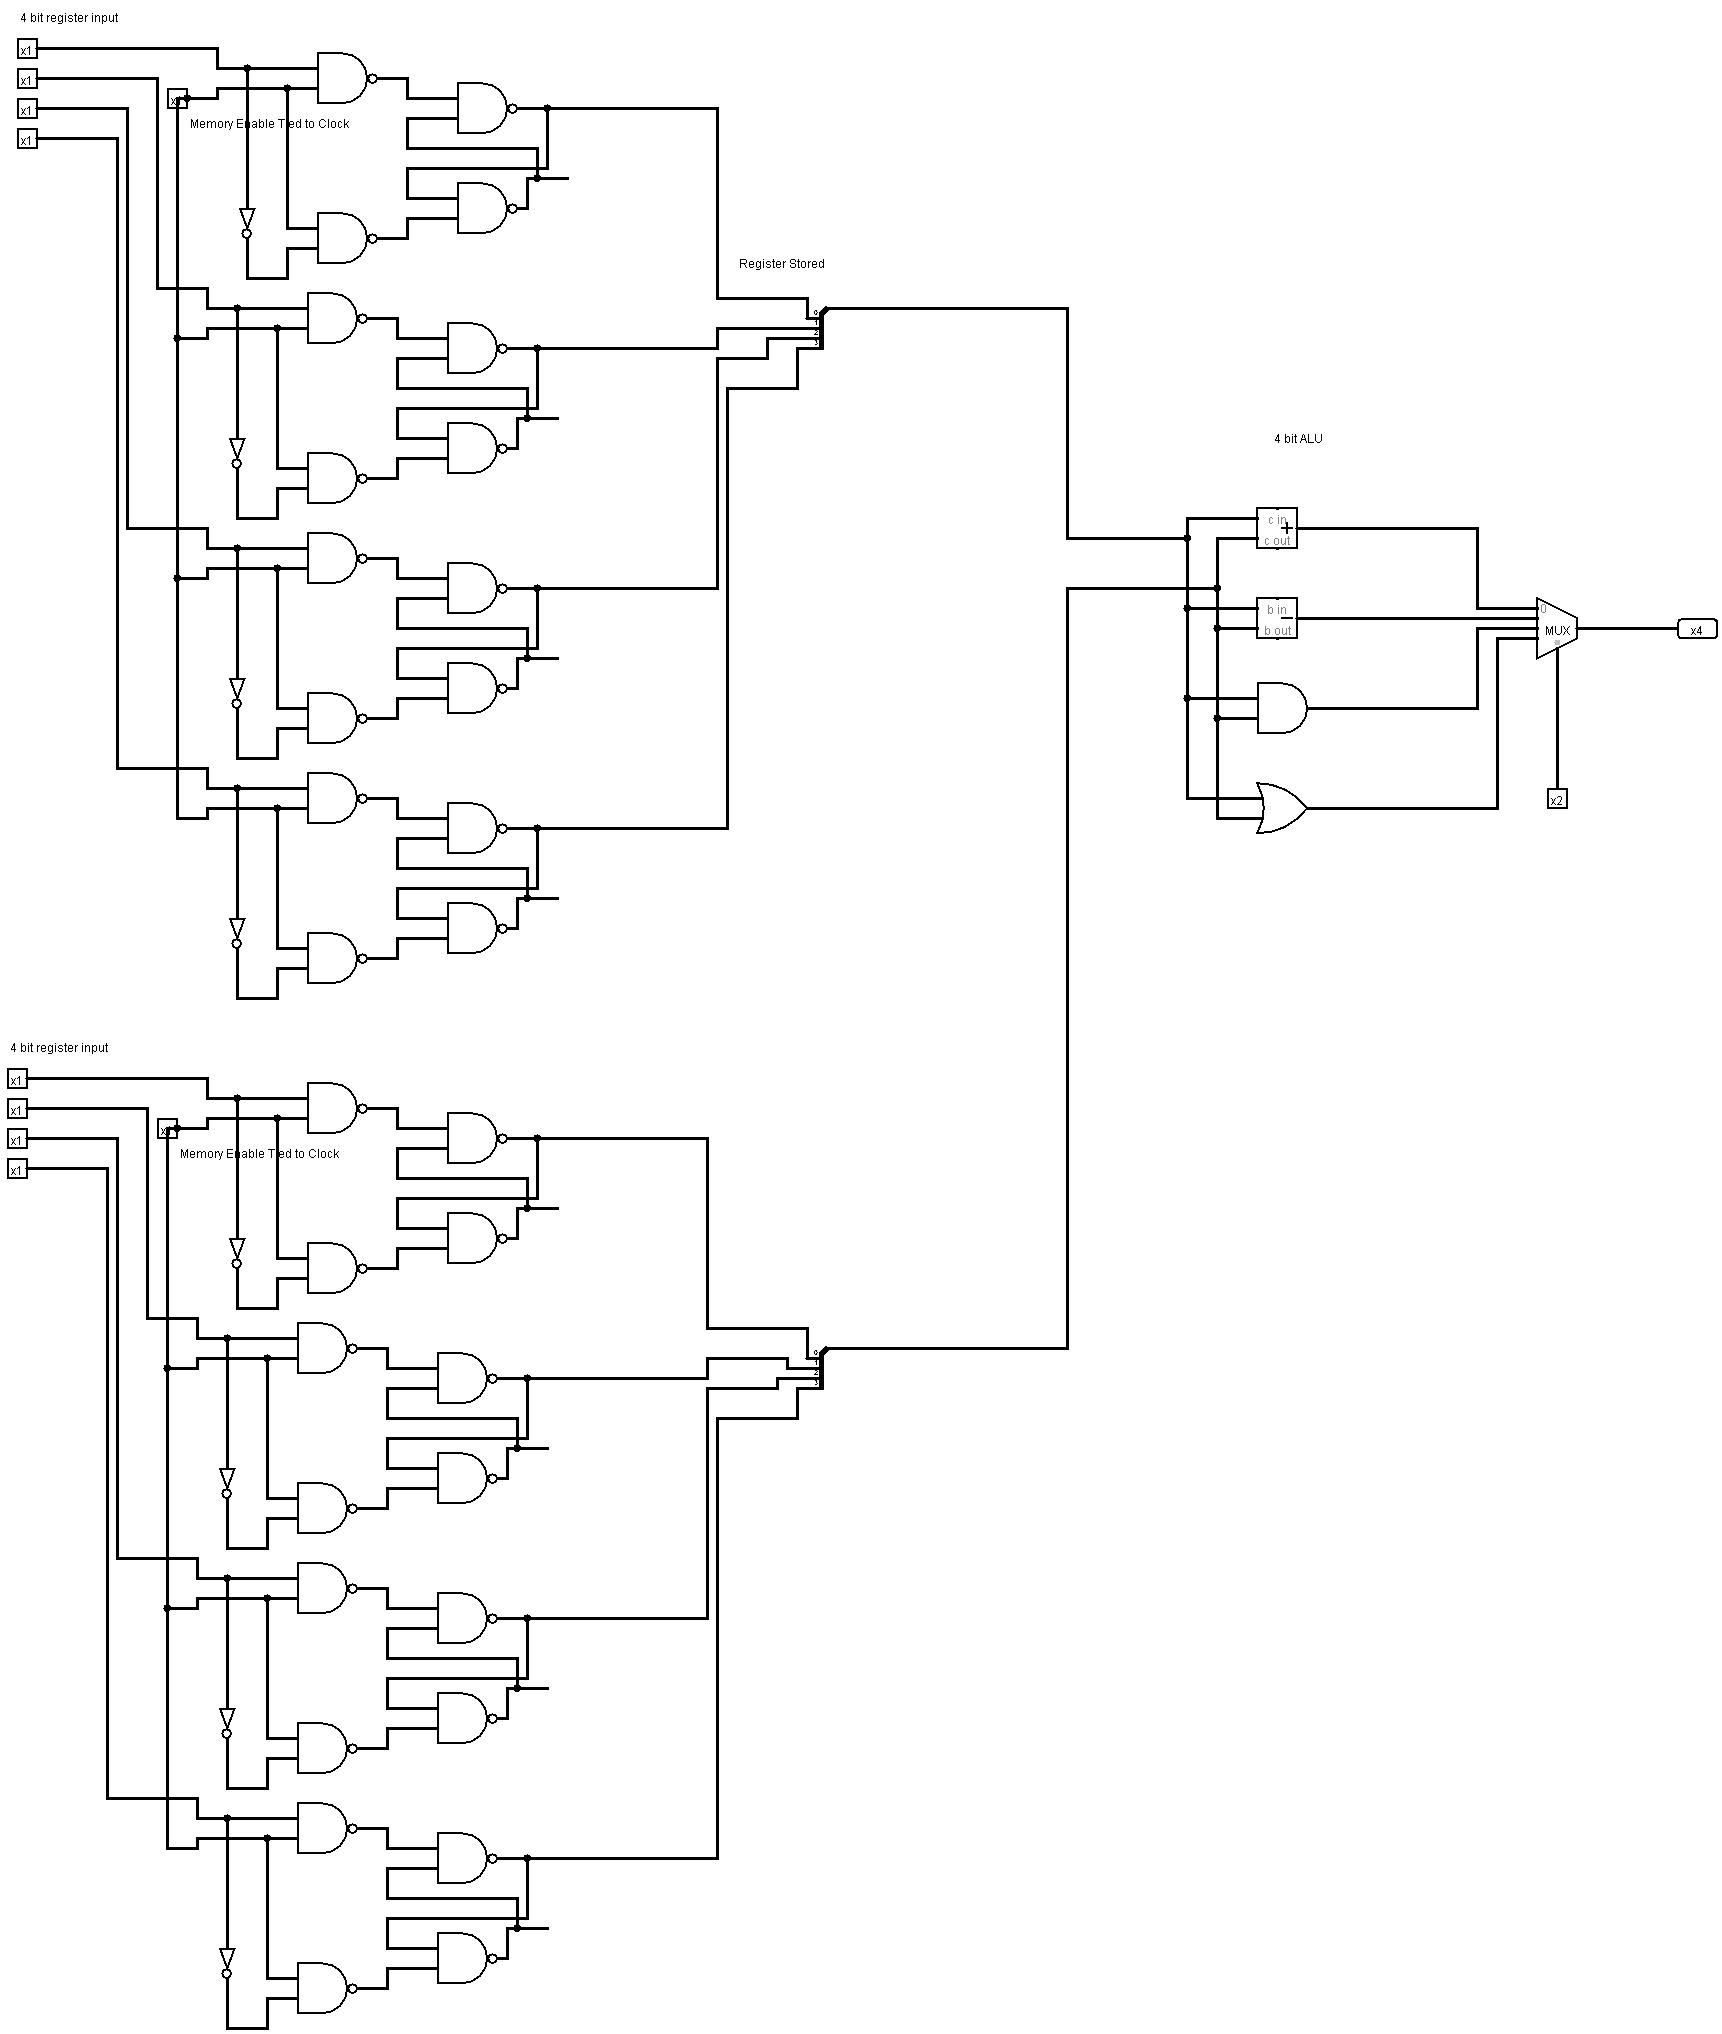 4 bit register input
x1
x1
x1
x1
Memory Enable Tied to Clock
Register Stored
0
1
2
3
4 bit ALU
c in
+
c out
b in
−
b out
0
MUX
x4
x2
4 bit register input
x1
x1
x1
x1
Memory Enable Tied to Clock
0
1
2
3